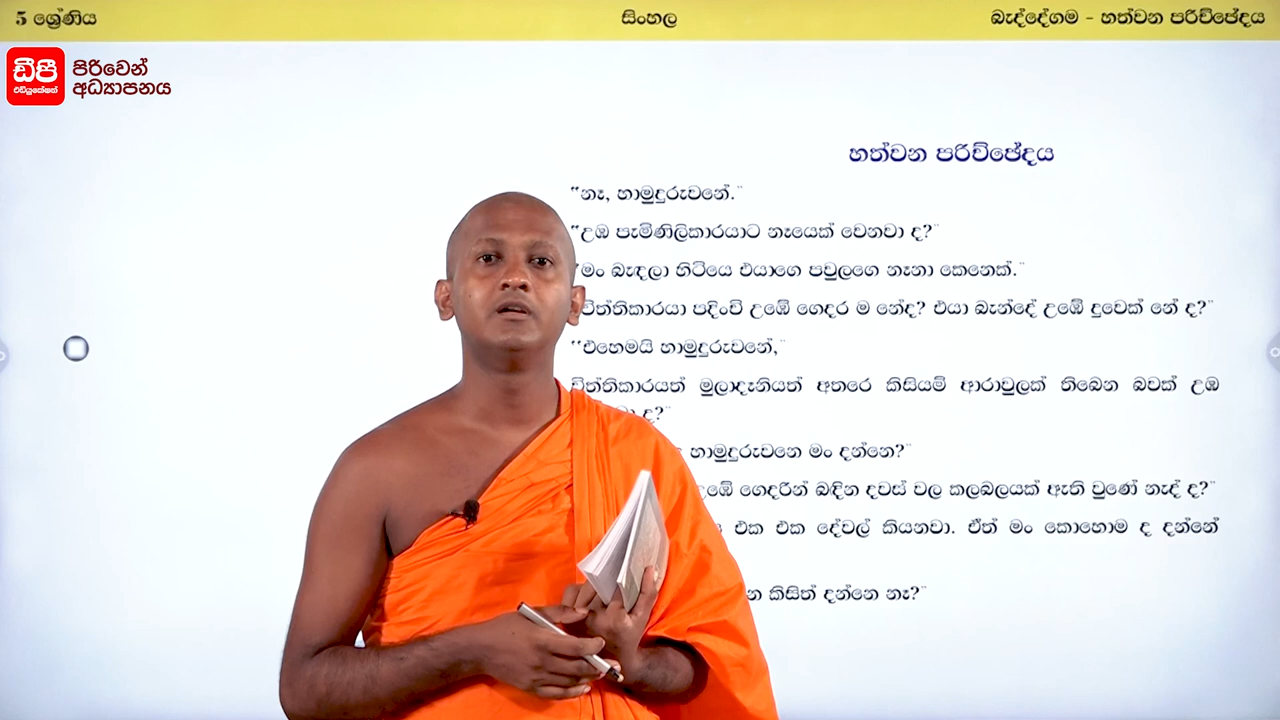 5 ශ්‍රේණිය
සිංහල
බැද්දේගම - හත්වන පරිච්ඡේදය
ඩීපී
එඩියුකේෂන්
පිරිවෙන්
අධ්‍යාපනය
හත්වන පරිච්ඡේදය
“නෑ, හාමුදුරුවනේ.”
“උඹ පැමිණිලිකාරයාට නෑයෙක් වෙනවා ද?”
“මං බැඳලා හිටියෙ එයාගෙ පවුලගෙ නෑනා කෙනෙක්.”
විත්තිකාරයා පදිංචි උඹේ ගෙදර ම නේද? එයා බැන්දේ උඹේ දුවෙක් නේ ද?”
‘‘එහෙමයි හාමුදුරුවනේ,”
විත්තිකාරයත් මුලාදෑනියත් අතරෙ කිසියම් ආරාවුලක් තිබෙන බවක් උඹ
ද?”
හාමුදුරුවනෙ මං දන්නෙ?”
උඹේ ගෙදරින් බඳින දවස් වල කලබලයක් ඇති වුණේ නැද් ද?”
එක එක දේවල් කියනවා. ඒත් මං කොහොම ද දන්නේ
කිසිත් දන්නෙ නෑ?”